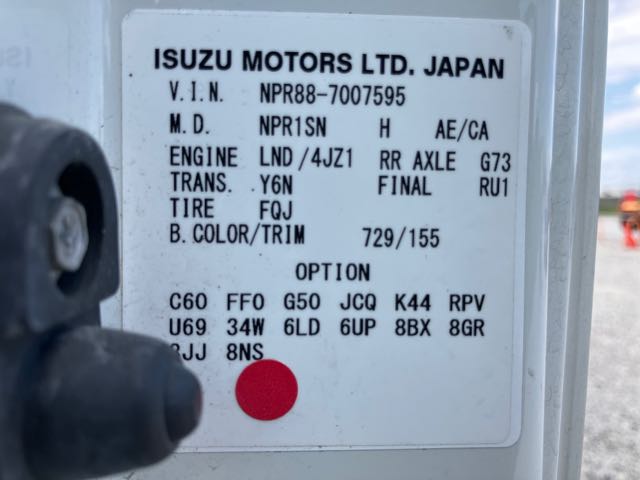 ISUZU MOTORS LTD. JAPAN
V.I.N. NPR88-7007595
M.D. NPR1SN H AE/CA
ENGINE LND/4JZ1 RR AXLE G73
TRANS. Y6N FINAL RU1
TIRE FQJ
B.COLOR/TRIM 729/155
OPTION
C60 FF0 G50 JCQ K44 RPV
U69 34W 6LD 6UP 8BX 8GR
8NS